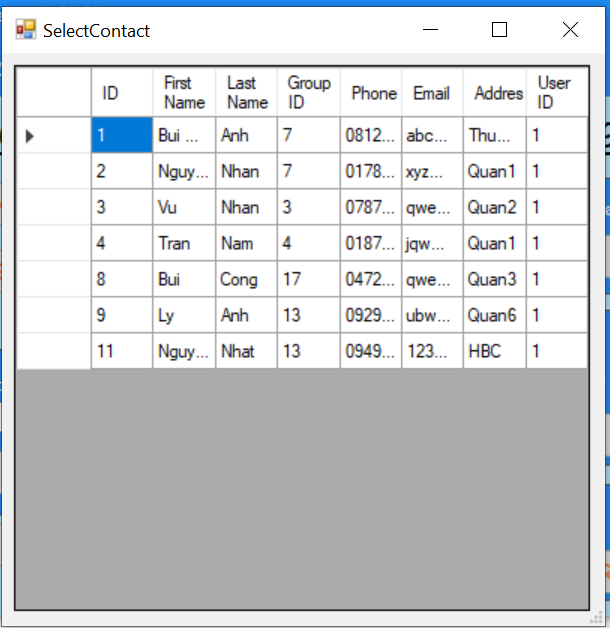 SelectContact
ID First Name Last Name Group ID Phone Email Addres User ID
1 Bui ... Anh 7 0812... abc... Thu... 1
2 Nguy... Nhan 7 0178... xyz... Quan1 1
3 Vu Nhan 3 0787... qwe... Quan2 1
4 Tran Nam 4 0187... jqw... Quan1 1
8 Bui Cong 17 0472... qwe... Quan3 1
9 Ly Anh 13 0929... ubw... Quan6 1
11 Nguy... Nhat 13 0949... 123... HBC 1